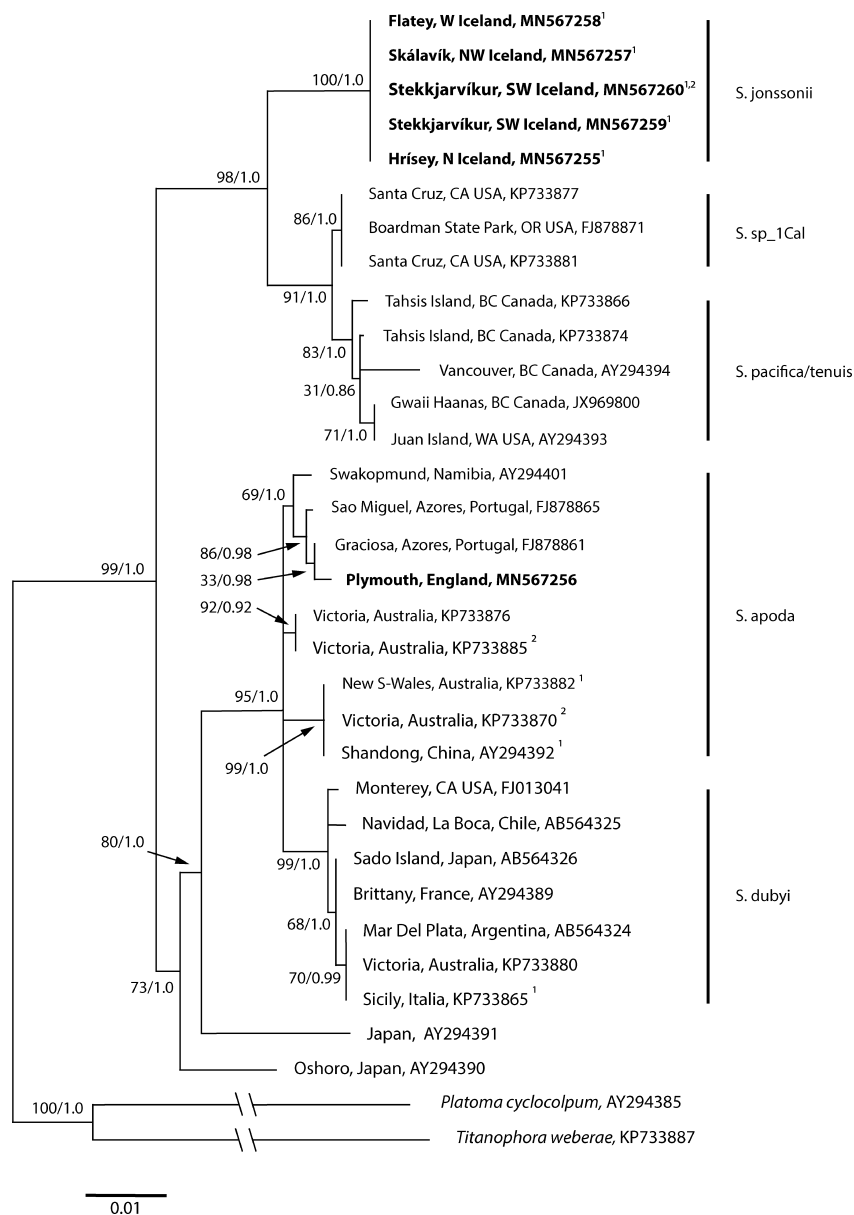 Flatey, W Iceland, MN567258¹
Skálavík, NW Iceland, MN567257¹
100/1.0
Stekkjarvíkur, SW Iceland, MN567260¹,²
S. jonssonii
Stekkjarvíkur, SW Iceland, MN567259¹
Hrísey, N Iceland, MN567255¹
98/1.0
Santa Cruz, CA USA, KP733877
86/1.0
Boardman State Park, OR USA, FJ878871
S. sp_1Cal
Santa Cruz, CA USA, KP733881
91/1.0
Tahsis Island, BC Canada, KP733866
Tahsis Island, BC Canada, KP733874
83/1.0
Vancouver, BC Canada, AY294394
S. pacifica/tenuis
31/0.86
Gwaii Haanas, BC Canada, JX969800
71/1.0
Juan Island, WA USA, AY294393
Swakopmund, Namibia, AY294401
69/1.0
Sao Miguel, Azores, Portugal, FJ878865
86/0.98
Graciosa, Azores, Portugal, FJ878861
99/1.0
33/0.98
Plymouth, England, MN567256
92/0.92
Victoria, Australia, KP733876
S. apoda
Victoria, Australia, KP733885 ²
New S-Wales, Australia, KP733882 ¹
95/1.0
Victoria, Australia, KP733870 ²
Shandong, China, AY294392 ¹
99/1.0
Monterey, CA USA, FJ013041
Navidad, La Boca, Chile, AB564325
80/1.0
99/1.0
Sado Island, Japan, AB564326
Brittany, France, AY294389
S. dubyi
68/1.0
Mar Del Plata, Argentina, AB564324
Victoria, Australia, KP733880
70/0.99
73/1.0
Sicily, Italia, KP733865 ¹
Japan, AY294391
Oshoro, Japan, AY294390
100/1.0
Platoma cyclocolpum, AY294385
Titanophora weberae, KP733887
0.01